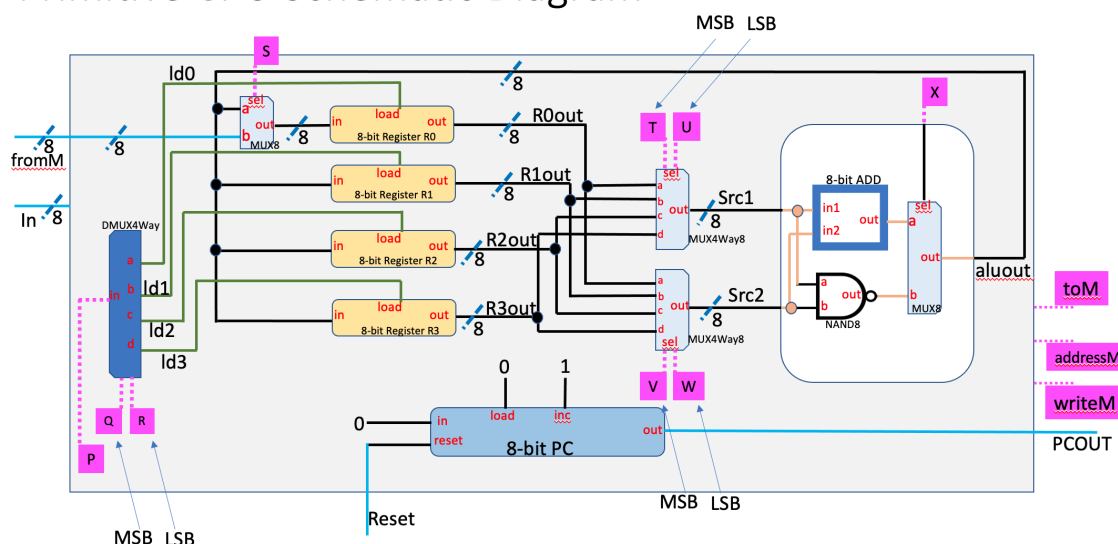 MSB LSB
S
ld0
8
X
sel
a
out
b
MUX8
load
8-bit Register R0
8
R0out
8
T U
8
8
fromM
sel
8-bit ADD
in load out
8-bit Register R1
R1out
8
a
b
c
d
out
MUX4Way8
Src1
8
in1
in2
out
sel
a
out
b
MUX8
In 8
DMUX4Way
a
b
c
d
in
ld1
ld2
ld3
in load out
8-bit Register R2
R2out
8
aluout
toM
a
b
c
d
out
sel
MUX4Way8
Src2
8
a
b
out
NAND8
in load out
8-bit Register R3
R3out
8
addressM
writeM
0 1
V W
Q R
P
0
in
reset
load
inc
out
8-bit PC
PCOUT
MSB LSB
Reset
MSB LSB